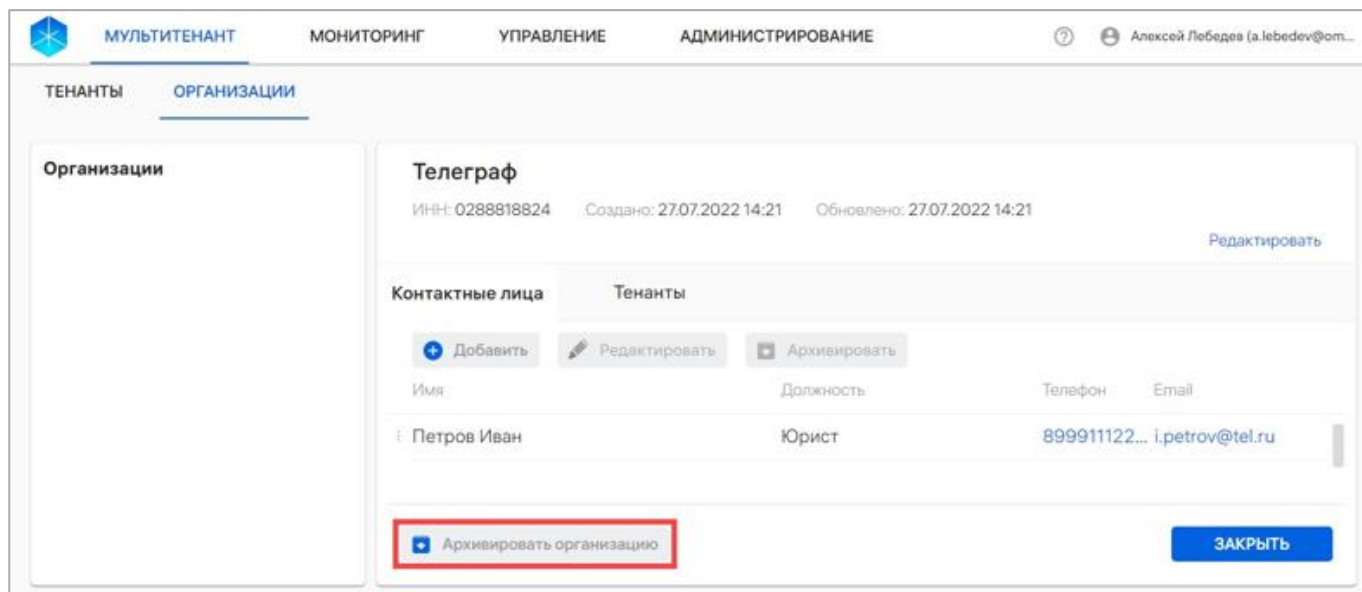 МУЛЬТИТЕНАНТ МОНИТОРИНГ УПРАВЛЕНИЕ АДМИНИСТРИРОВАНИЕ Алексей Лебедев (a.lebedev@om...
ТЕНАНТЫ ОРГАНИЗАЦИИ
Организации
Телеграф
ИНН: 0288818824 Создано: 27.07.2022 14:21 Обновлено: 27.07.2022 14:21
Редактировать
Контактные лица Тенанты
Добавить Редактировать Архивировать
Имя Должность Телефон Email
Петров Иван Юрист 899911122... i.petrov@tel.ru
Архивировать организацию ЗАКРЫТЬ